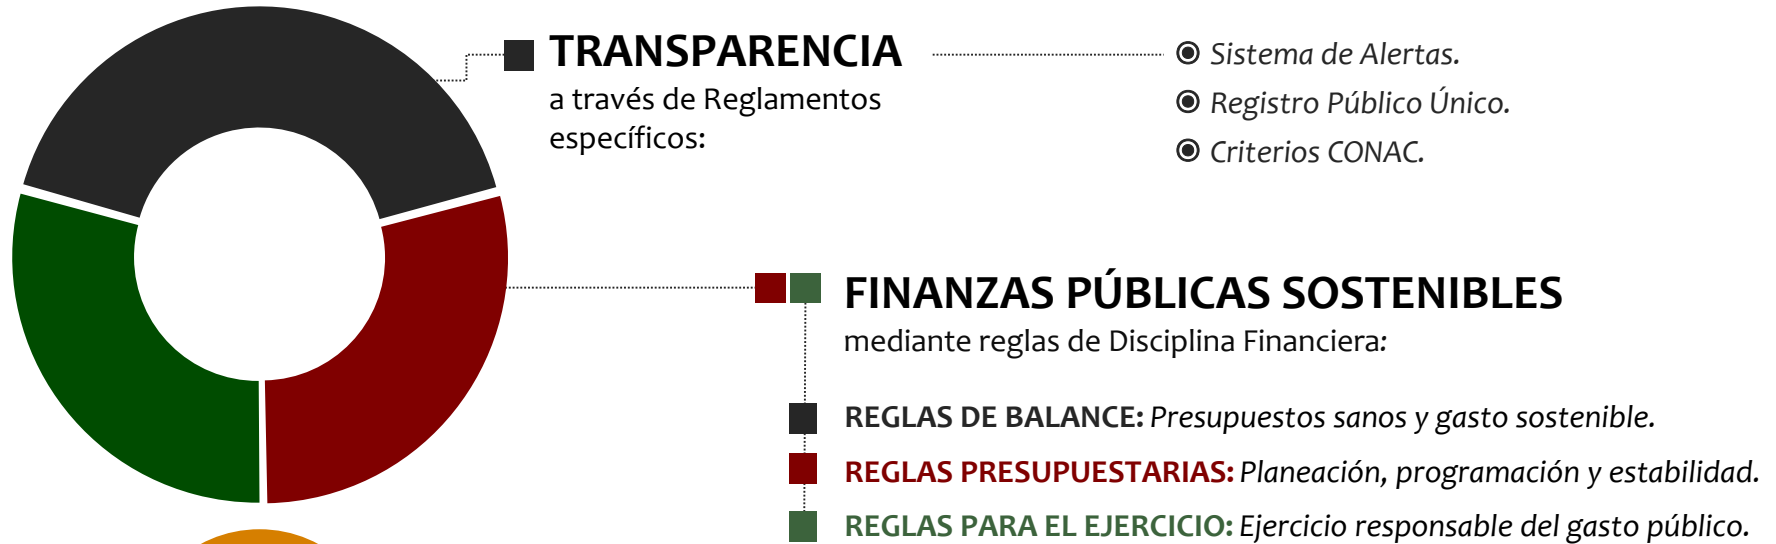 TRANSPARENCIA
a través de Reglamentos
específicos:
Sistema de Alertas.
Registro Público Único.
Criterios CONAC.
FINANZAS PÚBLICAS SOSTENIBLES
mediante reglas de Disciplina Financiera:
REGLAS DE BALANCE: Presupuestos sanos y gasto sostenible.
REGLAS PRESUPUESTARIAS: Planeación, programación y estabilidad.
REGLAS PARA EL EJERCICIO: Ejercicio responsable del gasto público.